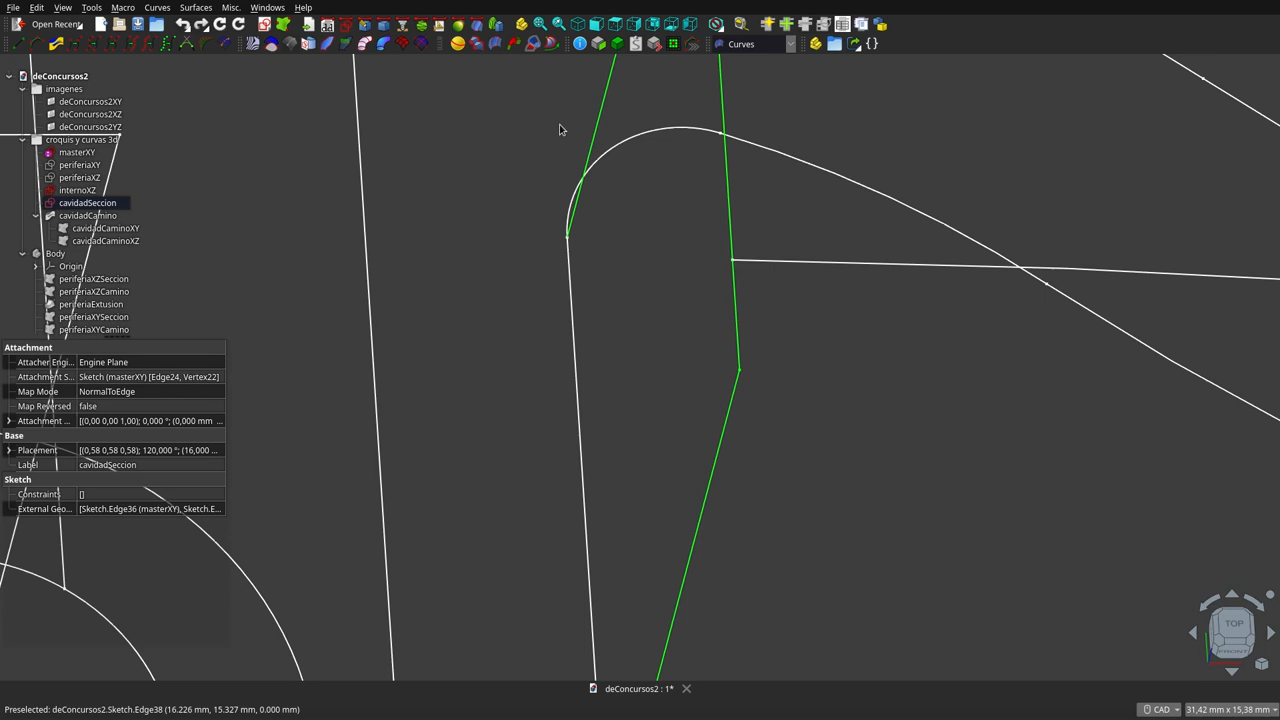 File Edit View Tools Macro Curves Surfaces Misc. Windows Help
Open Recent
Curves
deConcursos2
imagenes
deConcursos2XY
deConcursos2XZ
deConcursos2YZ
croquis y curvas 3d
masterXY
periferiaXY
periferiaXZ
internoXZ
cavidadSeccion
cavidadCamino
cavidadCaminoXY
cavidadCaminoXZ
Body
Origin
periferiaXZSeccion
periferiaXZCamino
periferiaExtusion
periferiaXYSeccion
periferiaXYCamino
Attachment
Attacher Engi... Engine Plane
Attachment S... Sketch (masterXY) [Edge24, Vertex22]
Map Mode NormalToEdge
Map Reversed false
Attachment ... [(0,00 0,00 1,00); 0,000 °; (0,000 mm ...
Base
Placement [(0,58 0,58 0,58); 120,000 °; (16,000 ...
Label cavidadSeccion
Sketch
Constraints []
External Geo... [Sketch.Edge36 (masterXY), Sketch.E...
TOP
FRONT
deConcursos2 : 1*
Preselected: deConcursos2.Sketch.Edge38 (16.226 mm, 15.327 mm, 0.000 mm)
CAD
31,42 mm x 15,38 mm